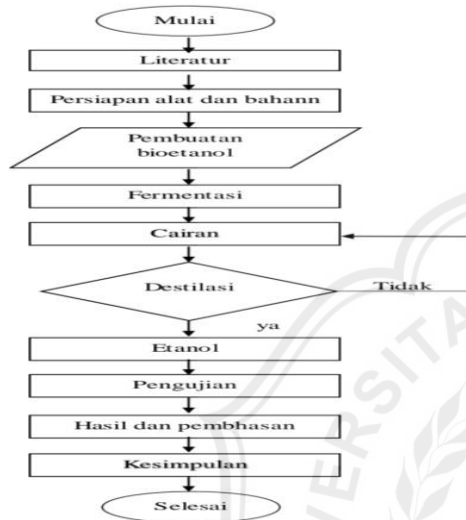 Mulai
Literatur
Persiapan alat dan bahann
Pembuatan
bioetanol
Fermentasi
Cairan
Destilasi
Tidak
ya
Etanol
Pengujian
Hasil dan pembhasan
Kesimpulan
Selesai